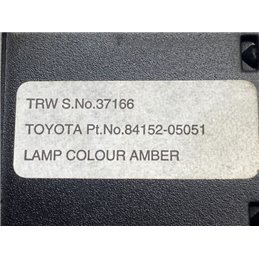 TRW S.No.37166
TOYOTA Pt.No.84152-05051
LAMP COLOUR AMBER